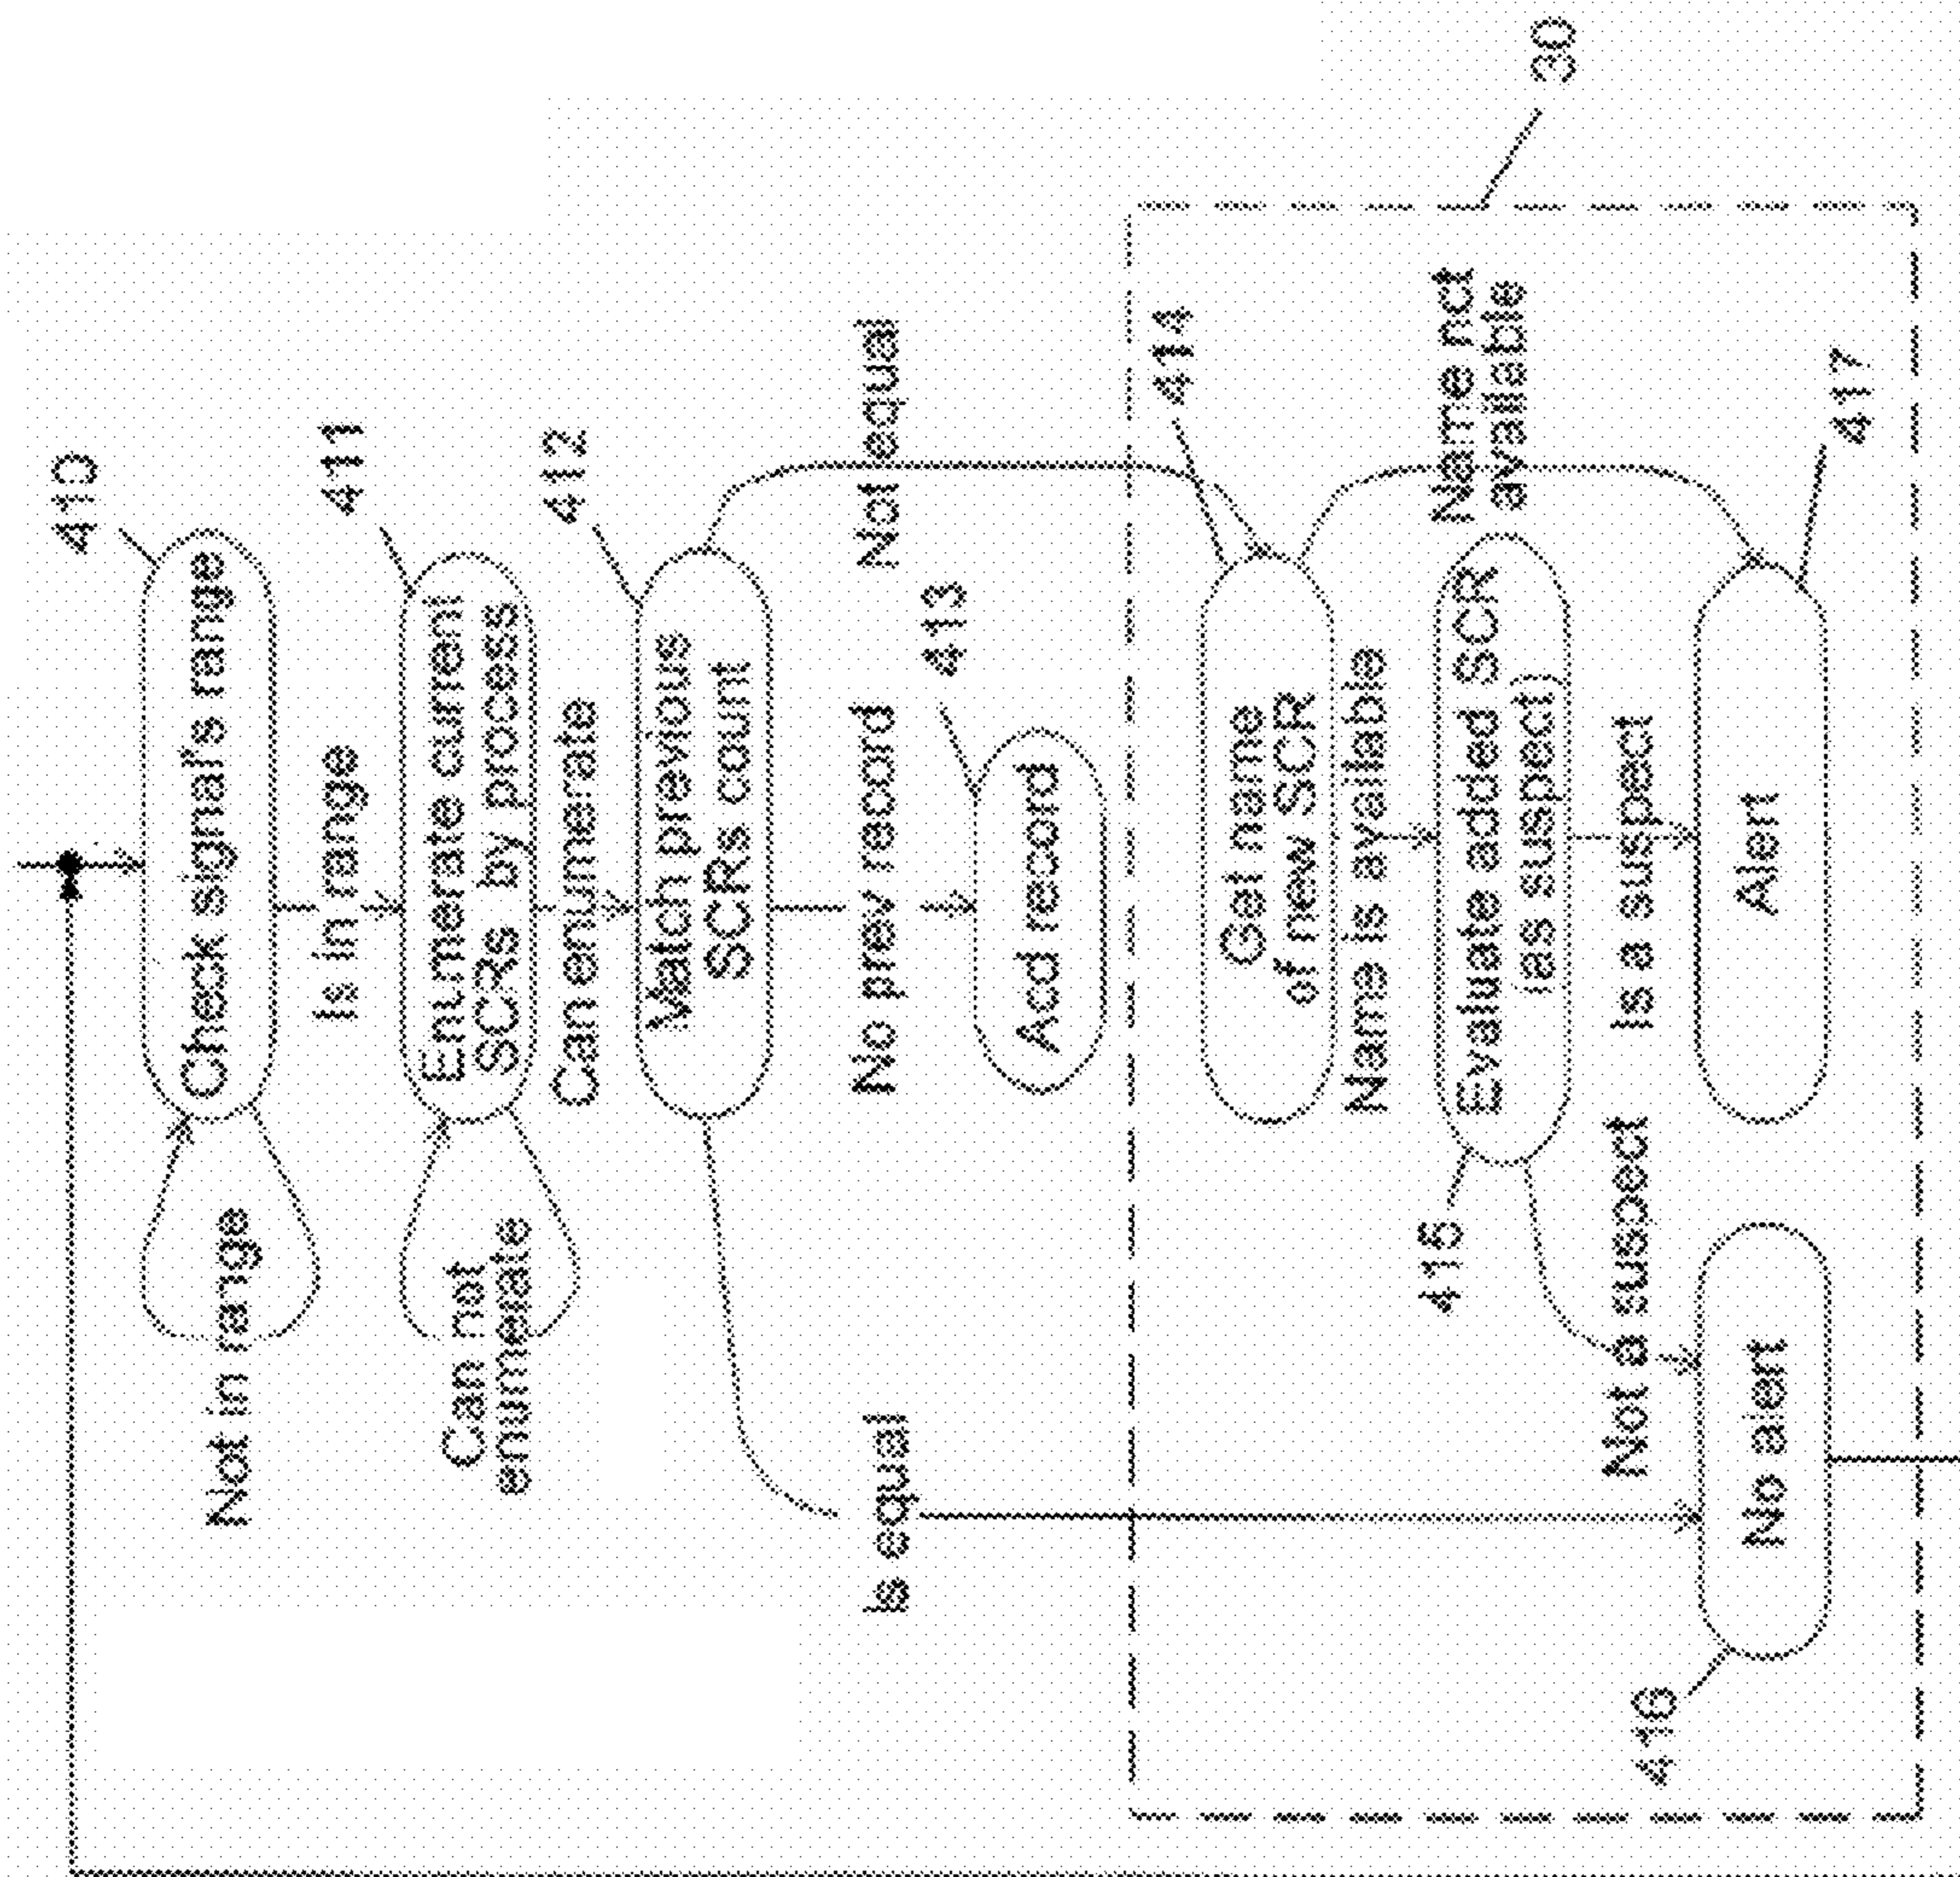 410
Check signal's range
Not in range
Is in range
411
Enumerate current
SCRs by process
Can not
enumerate
Can enumerate
412
Match previous
SCRs count
Is equal
No prev record
Not equal
413
Add record
30
414
Get name
of new SCR
Name is available
Name not
available
415
Evaluate added SCR
(as suspect)
Not a suspect
Is a suspect
416
No alert
417
Alert